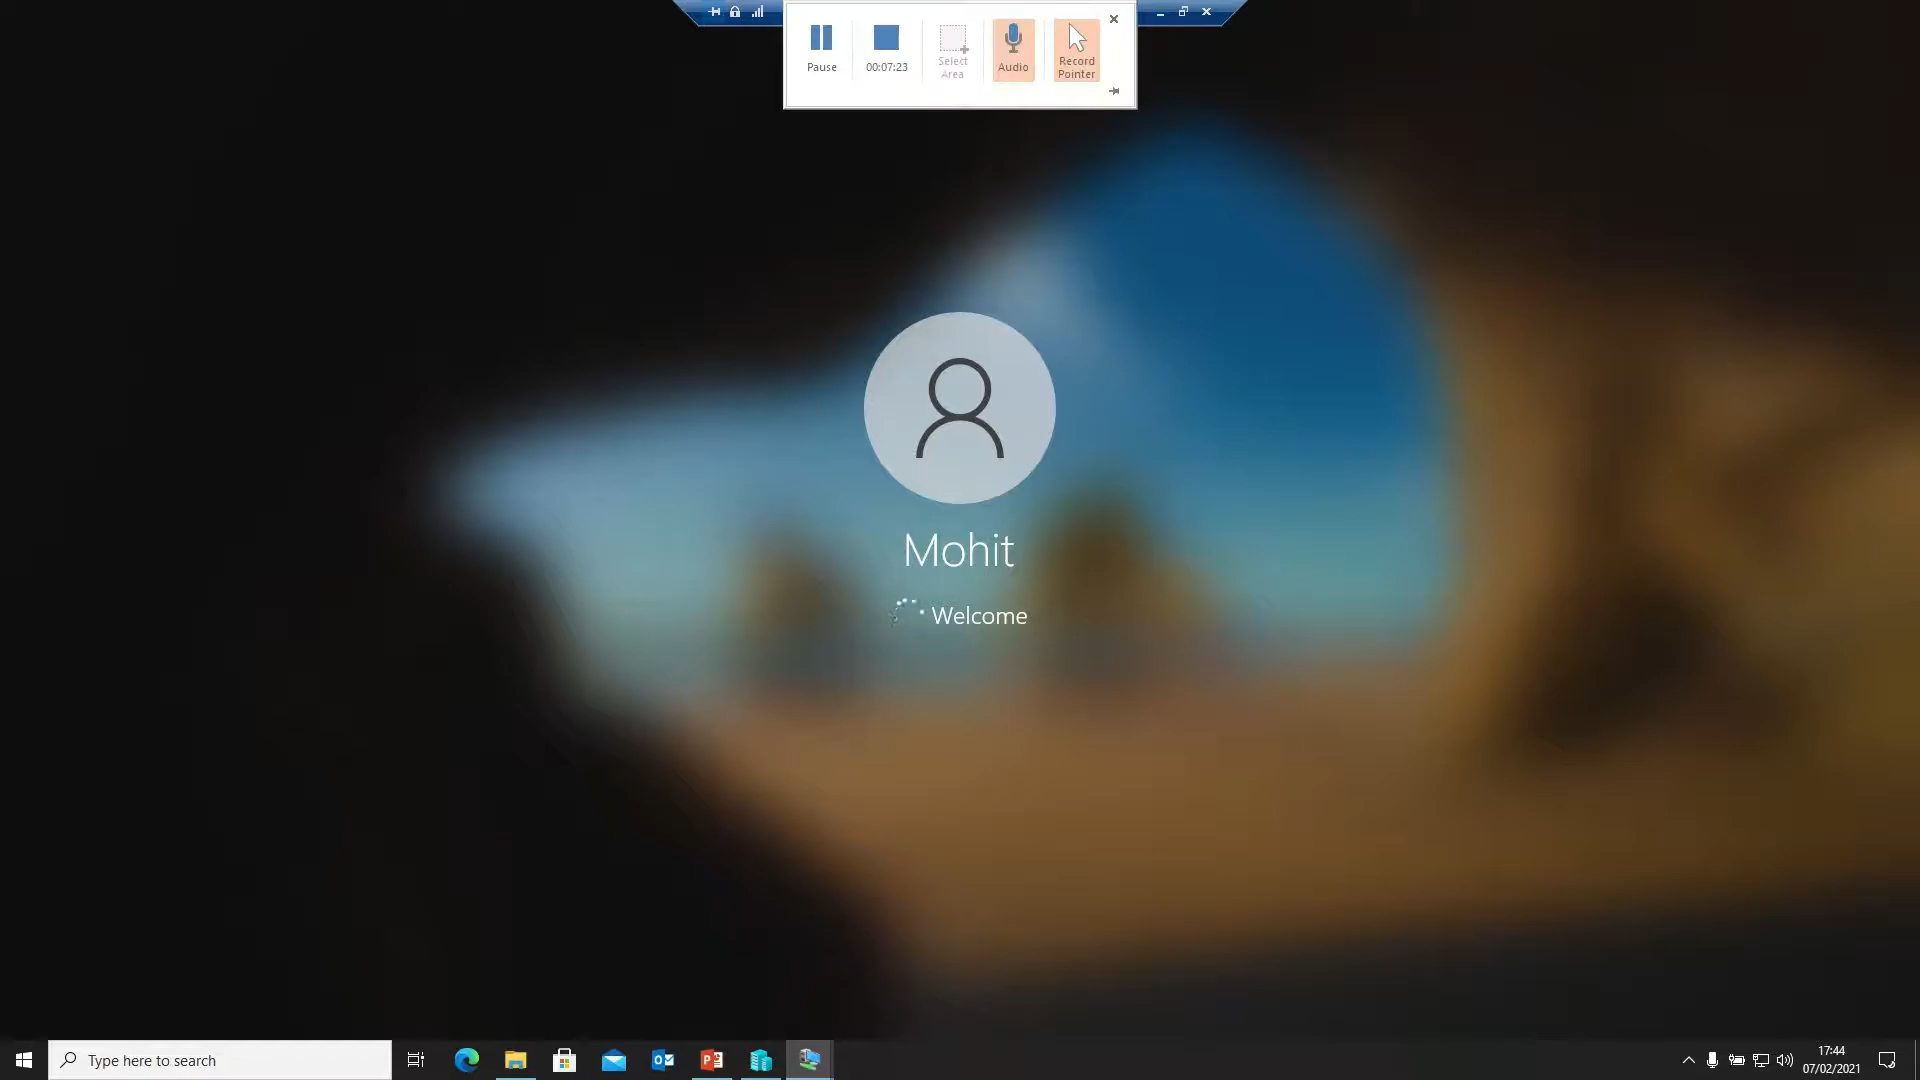 Pause
00:07:23
Select
Area
Audio
Record
Pointer
Mohit
Welcome
Type here to search
17:44
07/02/2021